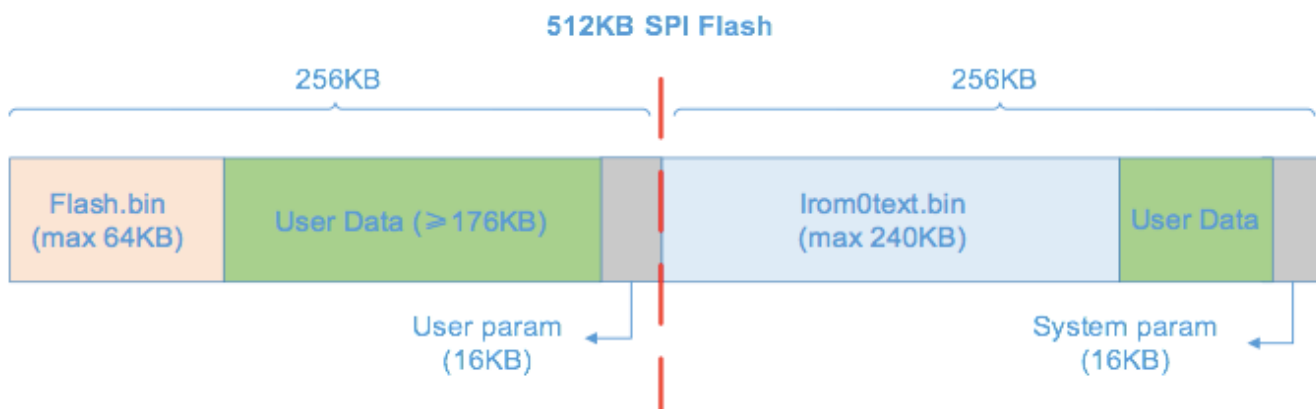 512KB SPI Flash
256KB
256KB
Flash.bin
(max 64KB)
User Data (⩾176KB)
Irom0text.bin
(max 240KB)
User Data
User param
(16KB)
System param
(16KB)